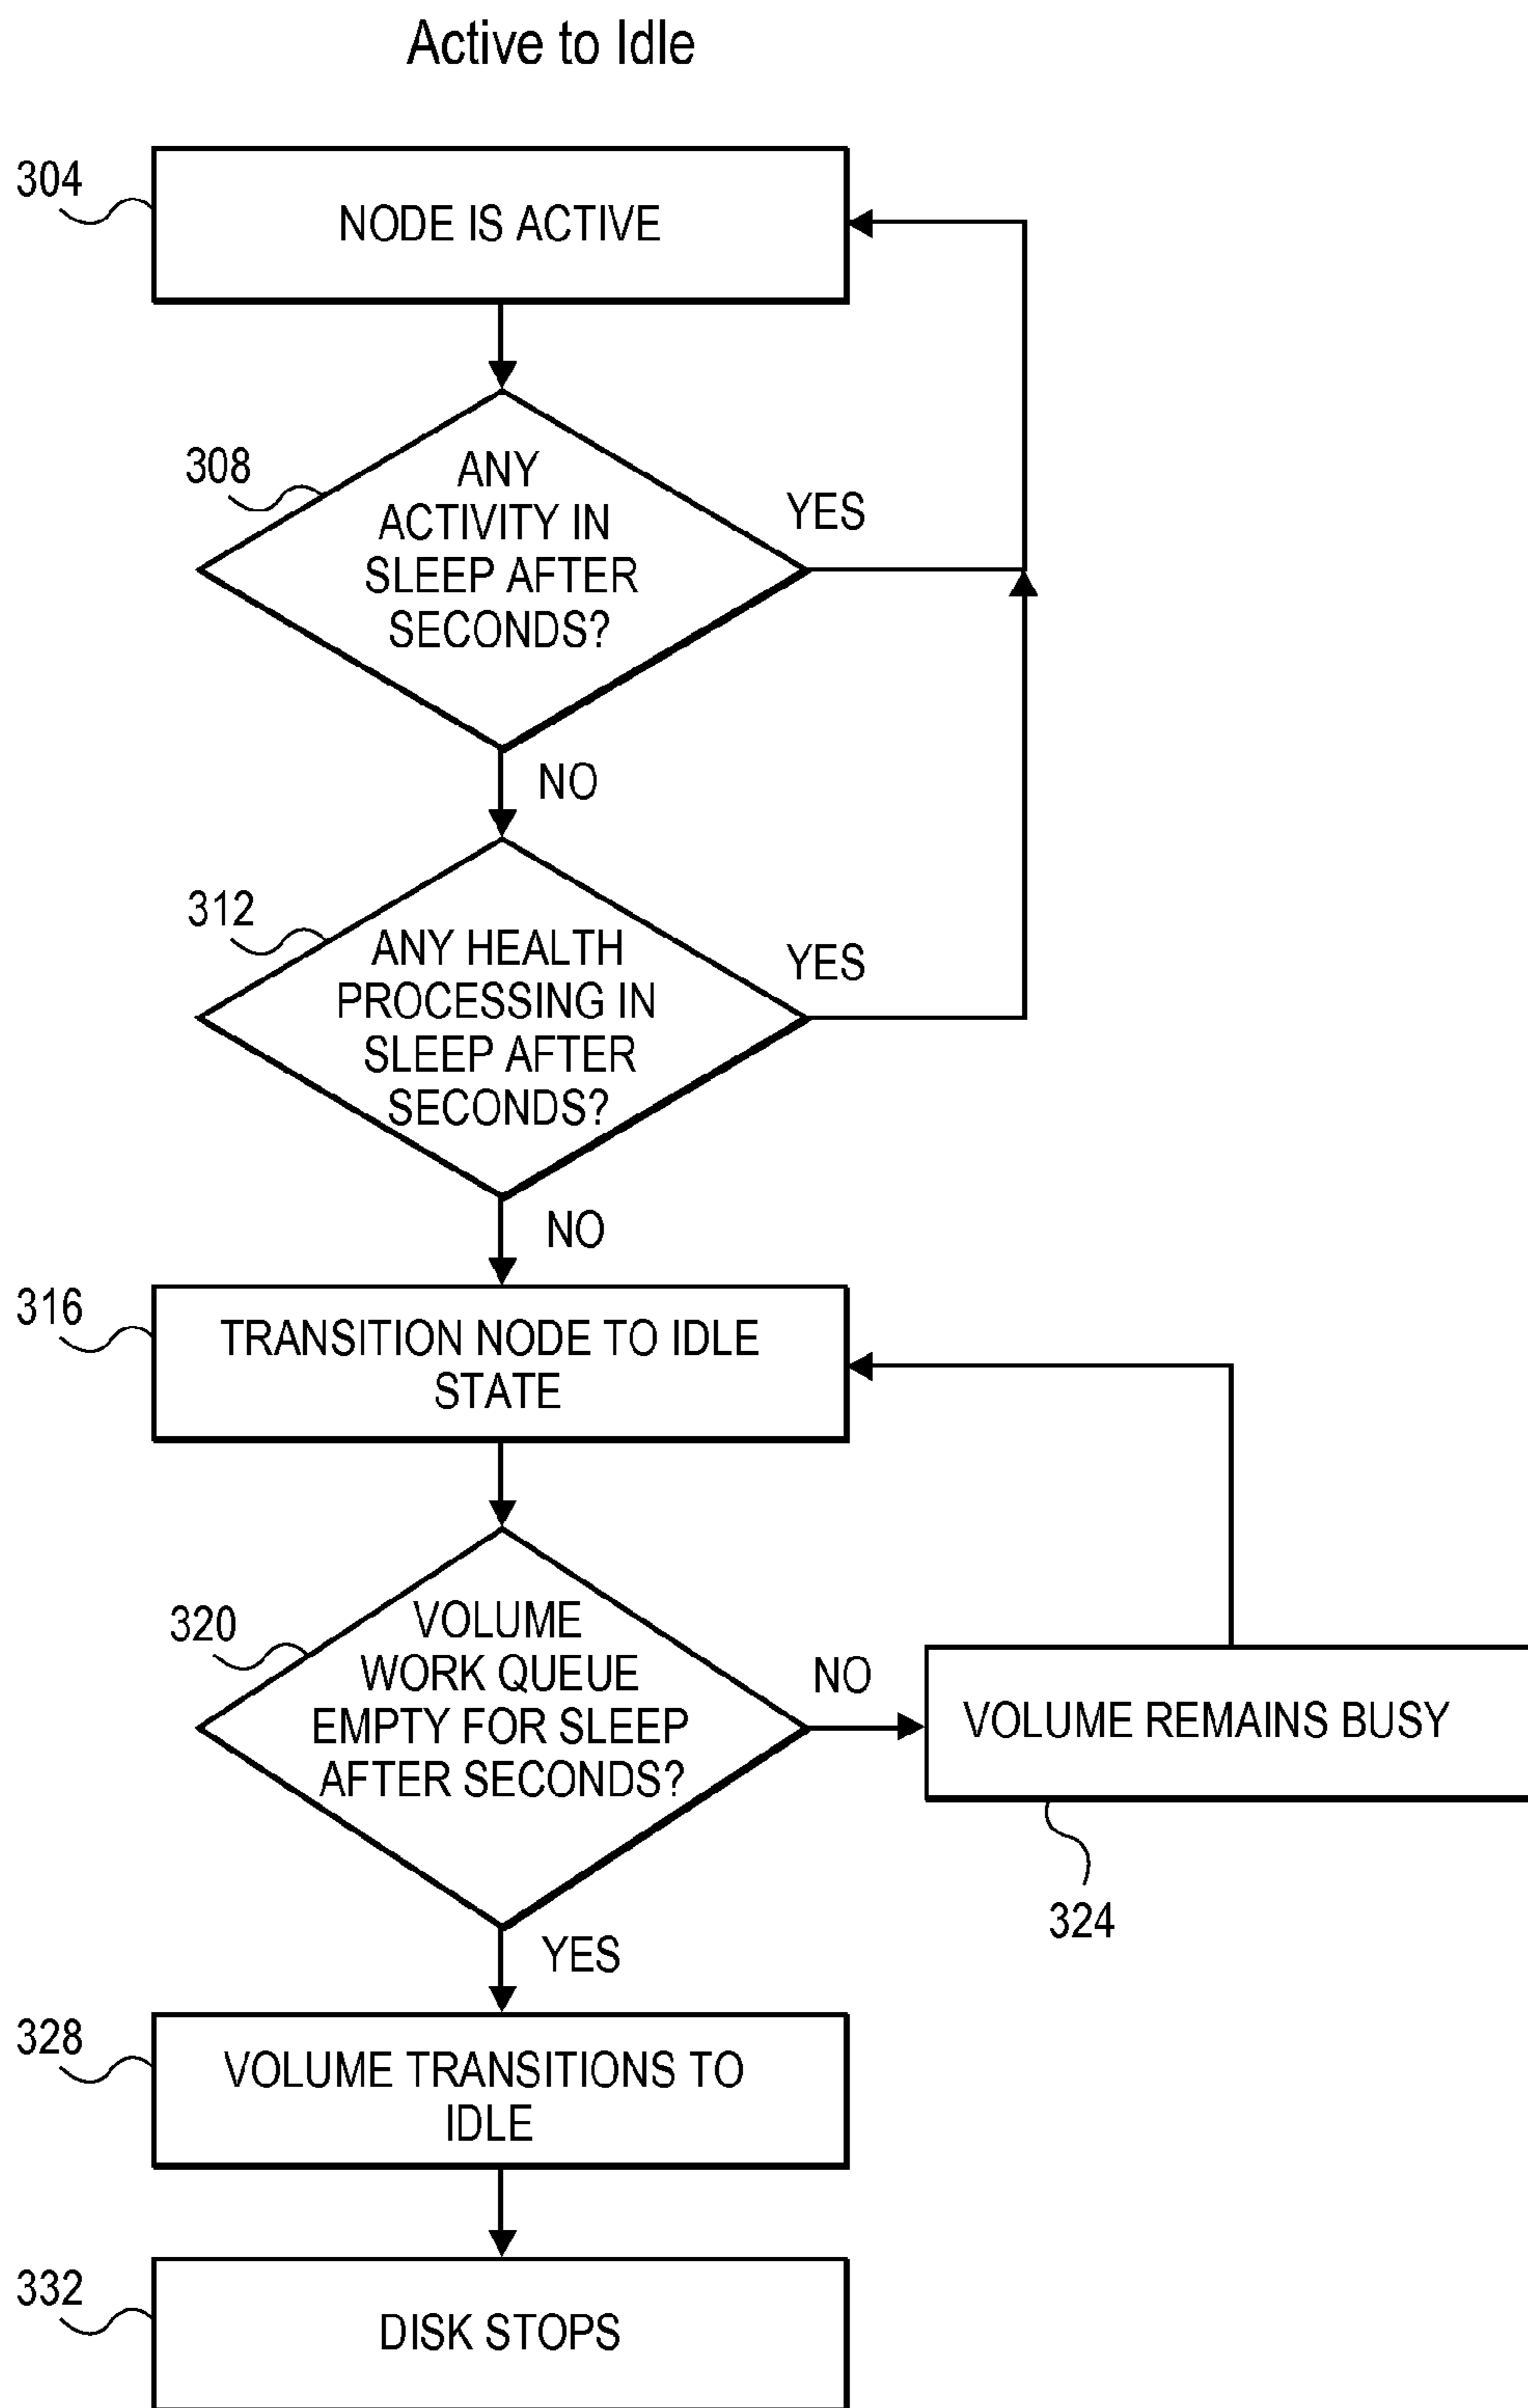 Active to Idle
304
NODE IS ACTIVE
308
ANY
ACTIVITY IN
SLEEP AFTER
SECONDS?
YES
NO
312
ANY HEALTH
PROCESSING IN
SLEEP AFTER
SECONDS?
YES
NO
316
TRANSITION NODE TO IDLE
STATE
320
VOLUME
WORK QUEUE
EMPTY FOR SLEEP
AFTER SECONDS?
NO
VOLUME REMAINS BUSY
324
YES
328
VOLUME TRANSITIONS TO
IDLE
332
DISK STOPS